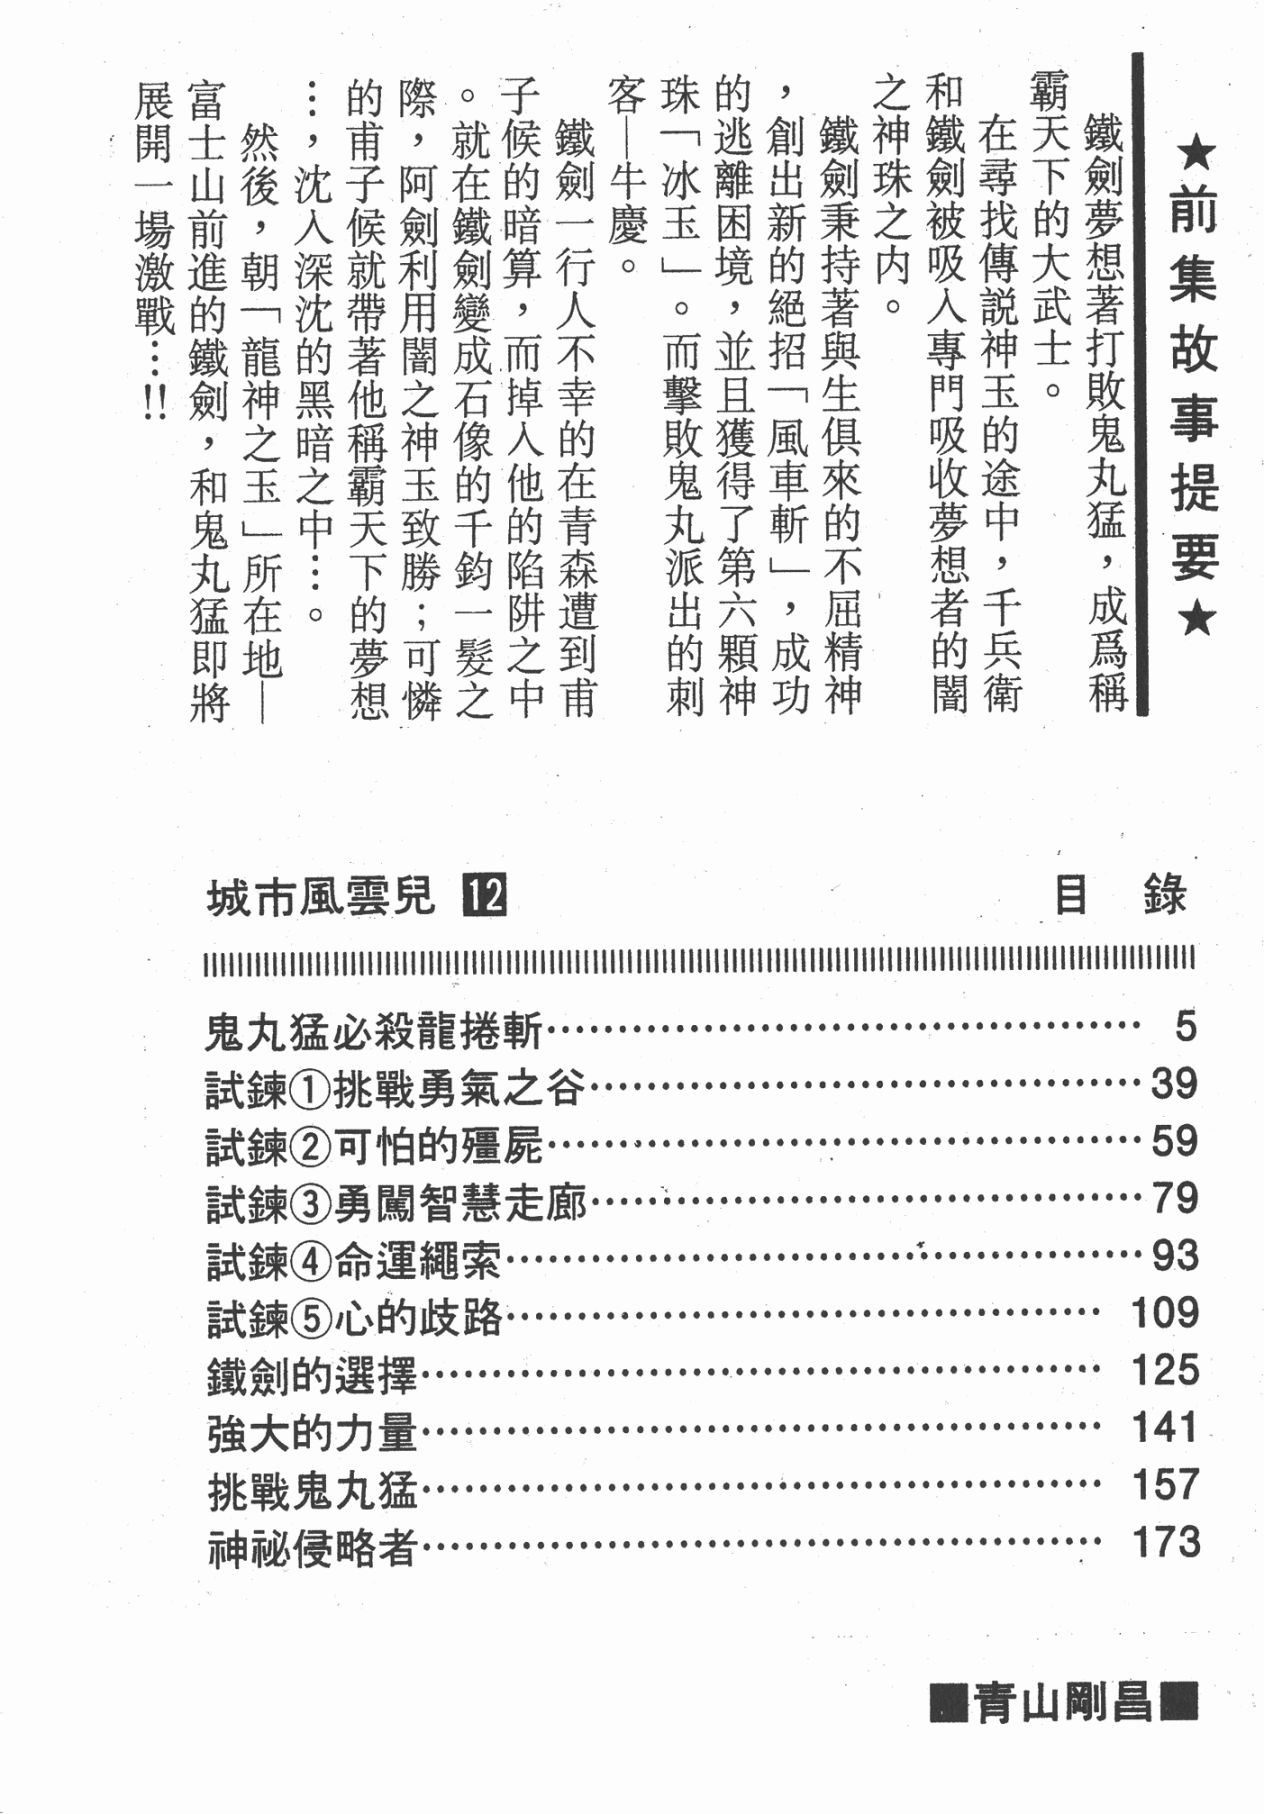 ★前集故事提要★
鐵劍夢想著打敗鬼丸猛，成爲稱
霸天下的大武士。
在尋找傳説神玉的途中，千兵衛
和鐵劍被吸入專門吸收夢想者的闇
之神珠之内。
鐵劍秉持著與生俱來的不屈精神
，創出新的絕招「風車斬」，成功
的逃離困境，並且獲得了第六顆神
珠「冰玉」。而擊敗鬼丸派出的刺
客—牛慶。
鐵劍一行人不幸的在青森遭到甫
子候的暗算，而掉入他的陷阱之中
。就在鐵劍變成石像的千鈞一髮之
際，阿劍利用闇之神玉致勝；可憐
的甫子候就帶著他稱霸天下的夢想
…，沈入深沈的黑暗之中…。
然後，朝「龍神之玉」所在地—
富士山前進的鐵劍，和鬼丸猛即將
展開一場激戰…!!
城市風雲兒 12 目 錄
鬼丸猛必殺龍捲斬…………………………………… 5
試鍊①挑戰勇氣之谷…………………………………39
試鍊②可怕的殭屍……………………………………59
試鍊③勇闖智慧走廊…………………………………79
試鍊④命運繩索………………………………………93
試鍊⑤心的歧路…………………………………… 109
鐵劍的選擇………………………………………… 125
強大的力量………………………………………… 141
挑戰鬼丸猛………………………………………… 157
神祕侵略者………………………………………… 173
■青山剛昌■